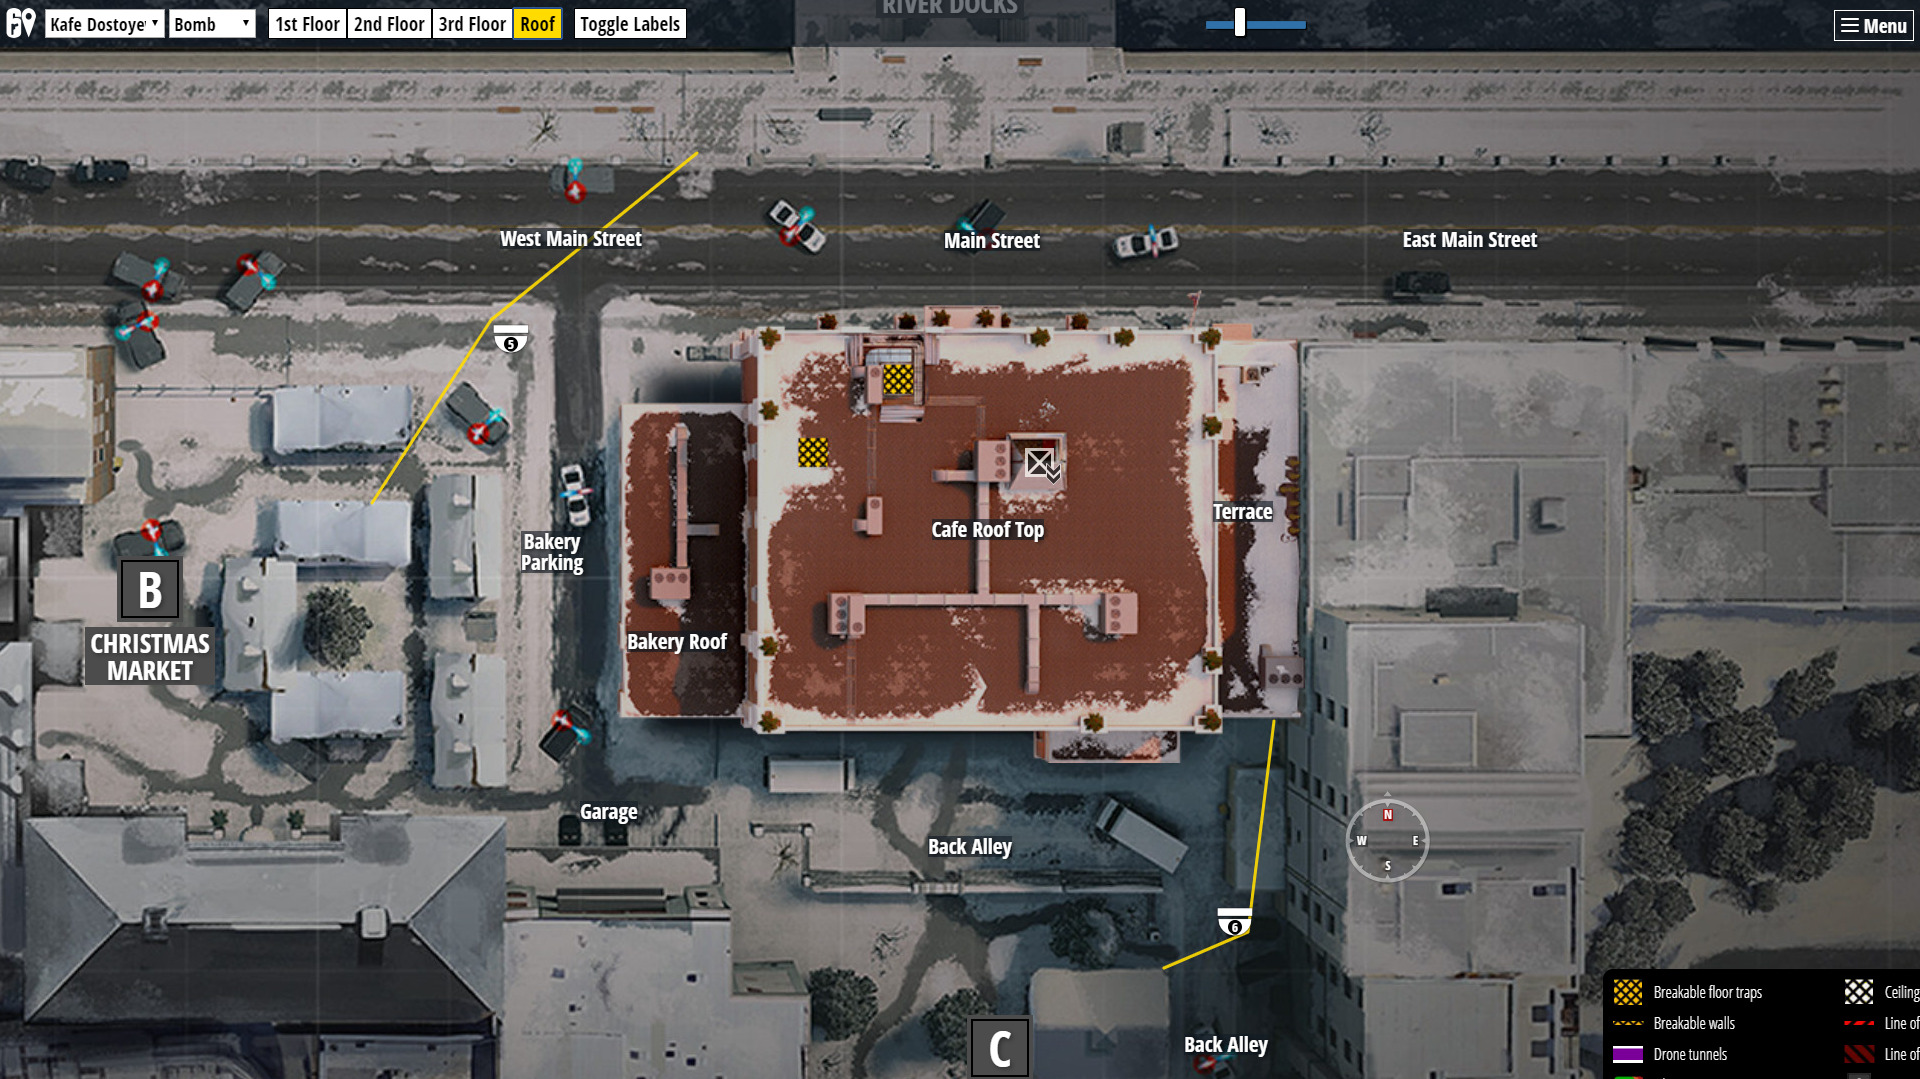 RIVER DOCKS
Kafe Dostoye
Bomb
1st Floor
2nd Floor
3rd Floor
Roof
Toggle Labels
Menu
West Main Street
Main Street
East Main Street
5
Cafe Roof Top
Terrace
Bakery
Parking
B
CHRISTMAS
MARKET
Bakery Roof
Garage
Back Alley
N
W
E
S
6
C
Back Alley
Breakable floor traps
Ceiling
Breakable walls
Line of
Drone tunnels
Line of